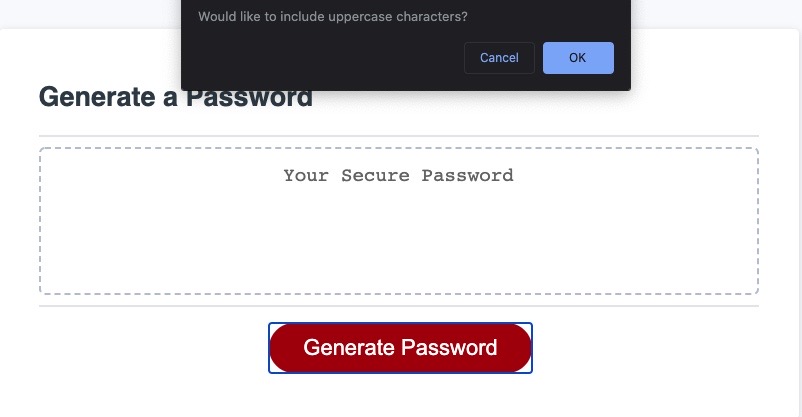 Would like to include uppercase characters?
Cancel
OK
Generate a Password
Your Secure Password
Generate Password